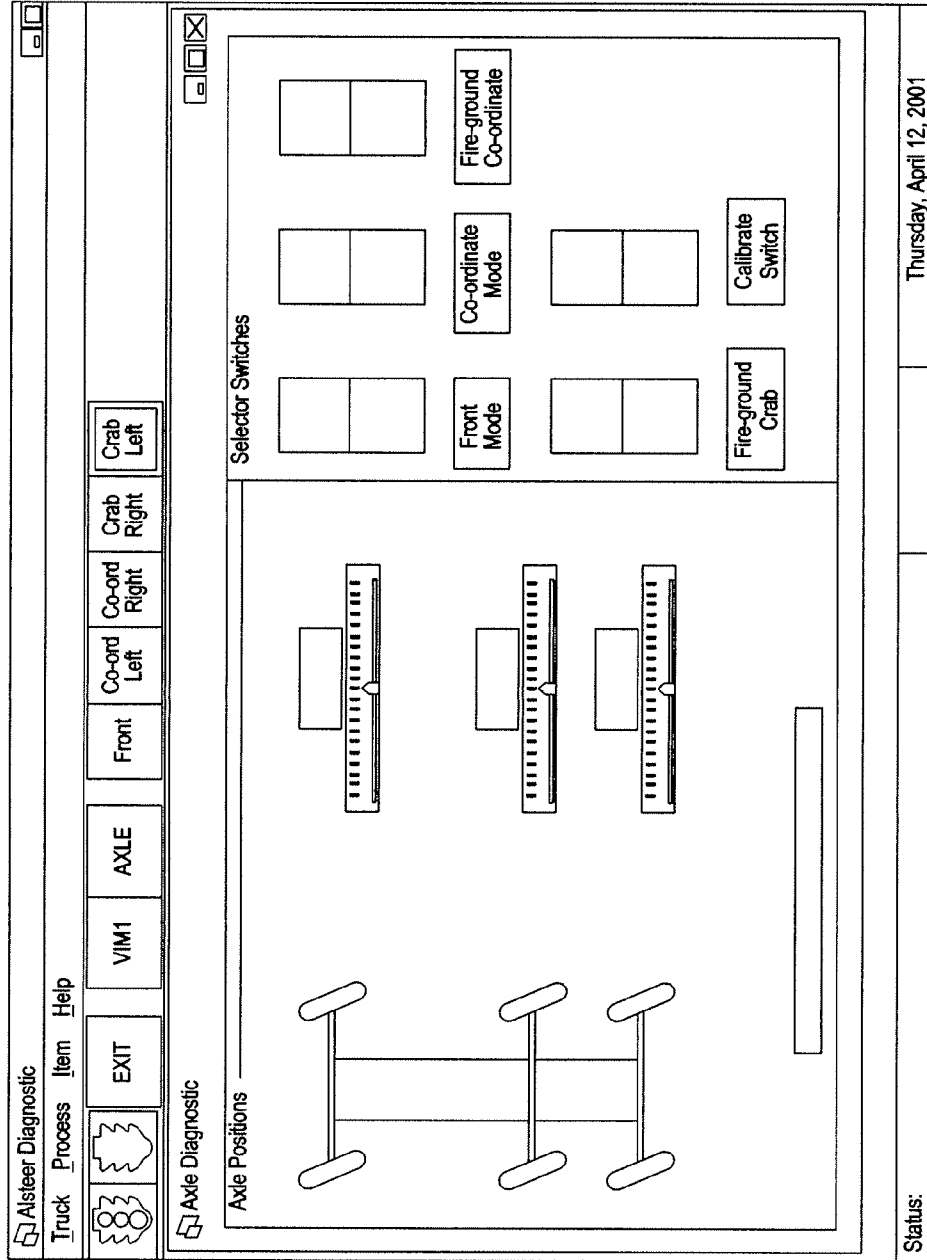 Alsteer Diagnostic
Truck Process Item Help
EXIT
VIM1
AXLE
Front
Co-ord
Left
Co-ord
Right
Crab
Right
Crab
Left
Axle Diagnostic
Axle Positions
Selector Switches
Front
Mode
Co-ordinate
Mode
Fire-ground
Co-ordinate
Fire-ground
Crab
Calibrate
Switch
Status:
Thursday, April 12, 2001